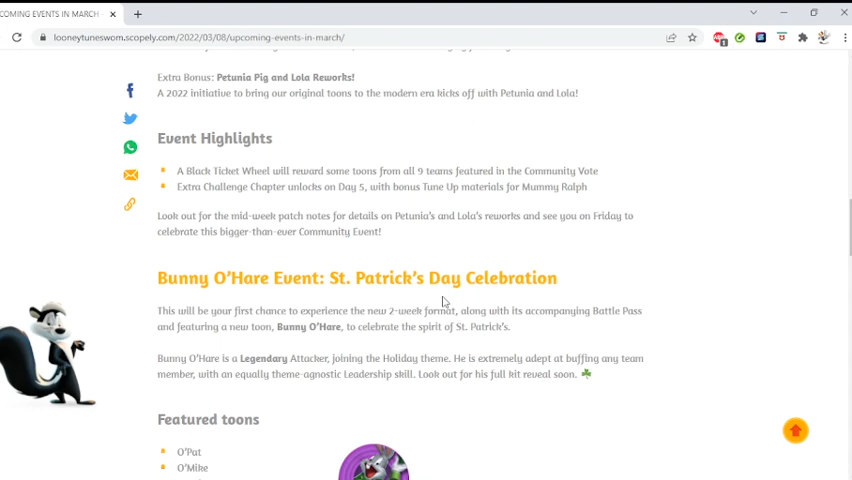 COMING EVENTS IN MARCH
looneytuneswom.scopely.com/2022/03/08/upcoming-events-in-march/
Extra Bonus: Petunia Pig and Lola Reworks!
A 2022 initiative to bring our original toons to the modern era kicks off with Petunia and Lola!
Event Highlights
A Black Ticket Wheel will reward some toons from all 9 teams featured in the Community Vote
Extra Challenge Chapter unlocks on Day 5, with bonus Tune Up materials for Mummy Ralph
Look out for the mid-week patch notes for details on Petunia's and Lola's reworks and see you on Friday to
celebrate this bigger-than-ever Community Event!
Bunny O'Hare Event: St. Patrick's Day Celebration
This will be your first chance to experience the new 2-week format, along with its accompanying Battle Pass
and featuring a new toon, Bunny O'Hare, to celebrate the spirit of St. Patrick's.
Bunny O'Hare is a Legendary Attacker, joining the Holiday theme. He is extremely adept at buffing any team
member, with an equally theme-agnostic Leadership skill. Look out for his full kit reveal soon. ☘
Featured toons
O'Pat
O'Mike